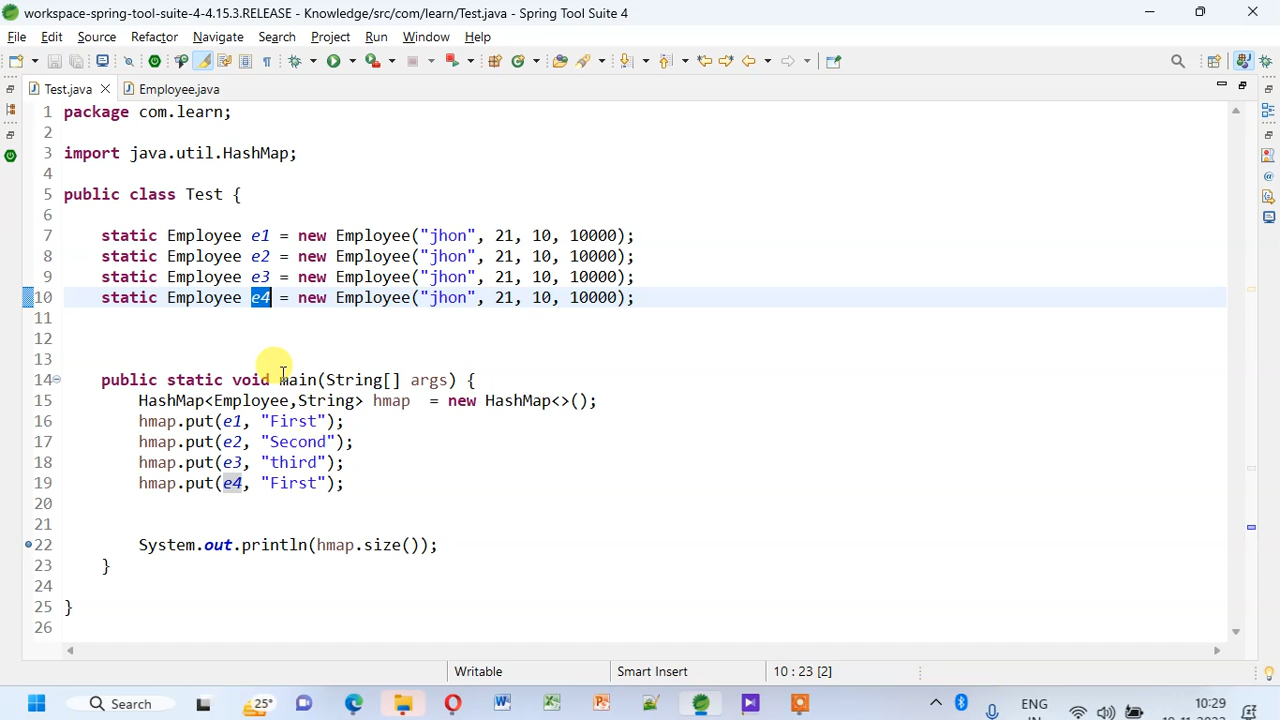 workspace-spring-tool-suite-4-4.15.3.RELEASE - Knowledge/src/com/learn/Test.java - Spring Tool Suite 4
File Edit Source Refactor Navigate Search Project Run Window Help
Test.java Employee.java
1 package com.learn;
2
3 import java.util.HashMap;
4
5 public class Test {
6
7 static Employee e1 = new Employee("jhon", 21, 10, 10000);
8 static Employee e2 = new Employee("jhon", 21, 10, 10000);
9 static Employee e3 = new Employee("jhon", 21, 10, 10000);
10 static Employee e4 = new Employee("jhon", 21, 10, 10000);
11
12
13
14 public static void main(String[] args) {
15 HashMap<Employee,String> hmap = new HashMap<>();
16 hmap.put(e1, "First");
17 hmap.put(e2, "Second");
18 hmap.put(e3, "third");
19 hmap.put(e4, "First");
20
21
22 System.out.println(hmap.size());
23 }
24
25 }
26
Writable Smart Insert 10 : 23 [2]
Search 25° ENG 10:29